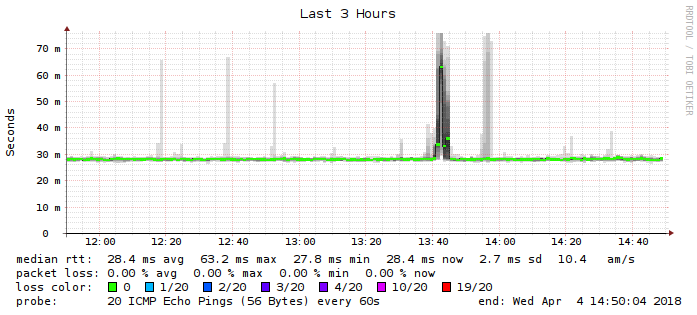 Last 3 Hours
RRDTOOL / TOBI OETIKER
Seconds
70 m
60 m
50 m
40 m
30 m
20 m
10 m
0
12:00 12:20 12:40 13:00 13:20 13:40 14:00 14:20 14:40
median rtt: 28.4 ms avg 63.2 ms max 27.8 ms min 28.4 ms now 2.7 ms sd 10.4 am/s
packet loss: 0.00 % avg 0.00 % max 0.00 % min 0.00 % now
loss color: 0 1/20 2/20 3/20 4/20 10/20 19/20
probe: 20 ICMP Echo Pings (56 Bytes) every 60s end: Wed Apr 4 14:50:04 2018